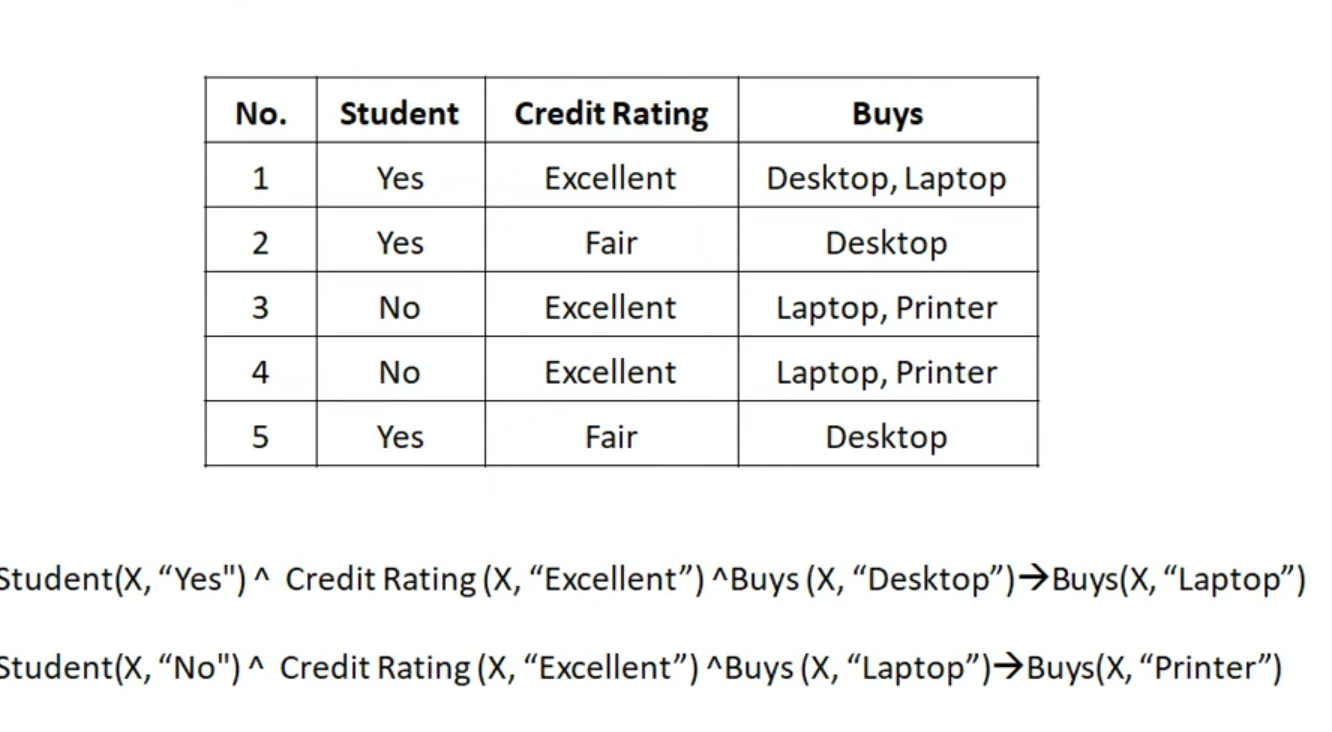 No. Student Credit Rating Buys
1 Yes Excellent Desktop, Laptop
2 Yes Fair Desktop
3 No Excellent Laptop, Printer
4 No Excellent Laptop, Printer
5 Yes Fair Desktop
Student(X, “Yes") ^ Credit Rating (X, “Excellent”) ^Buys (X, “Desktop”)→Buys(X, “Laptop”)
Student(X, “No") ^ Credit Rating (X, “Excellent”) ^Buys (X, “Laptop”)→Buys(X, “Printer”)